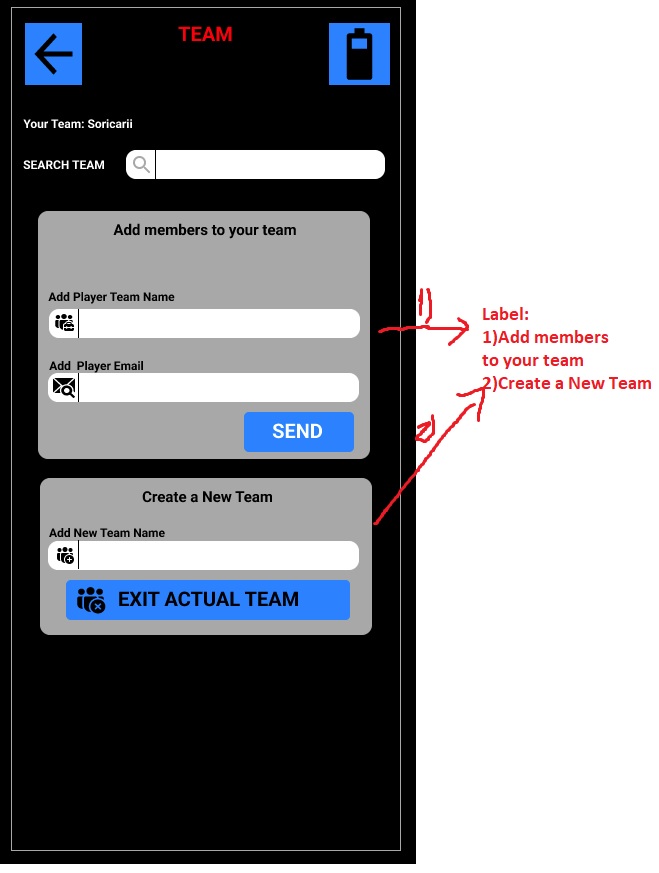 TEAM
Your Team: Soricarii
SEARCH TEAM
Add members to your team
Add Player Team Name
Add Player Email
SEND
Create a New Team
Add New Team Name
EXIT ACTUAL TEAM
1)
2)
Label:
1)Add members
to your team
2)Create a New Team